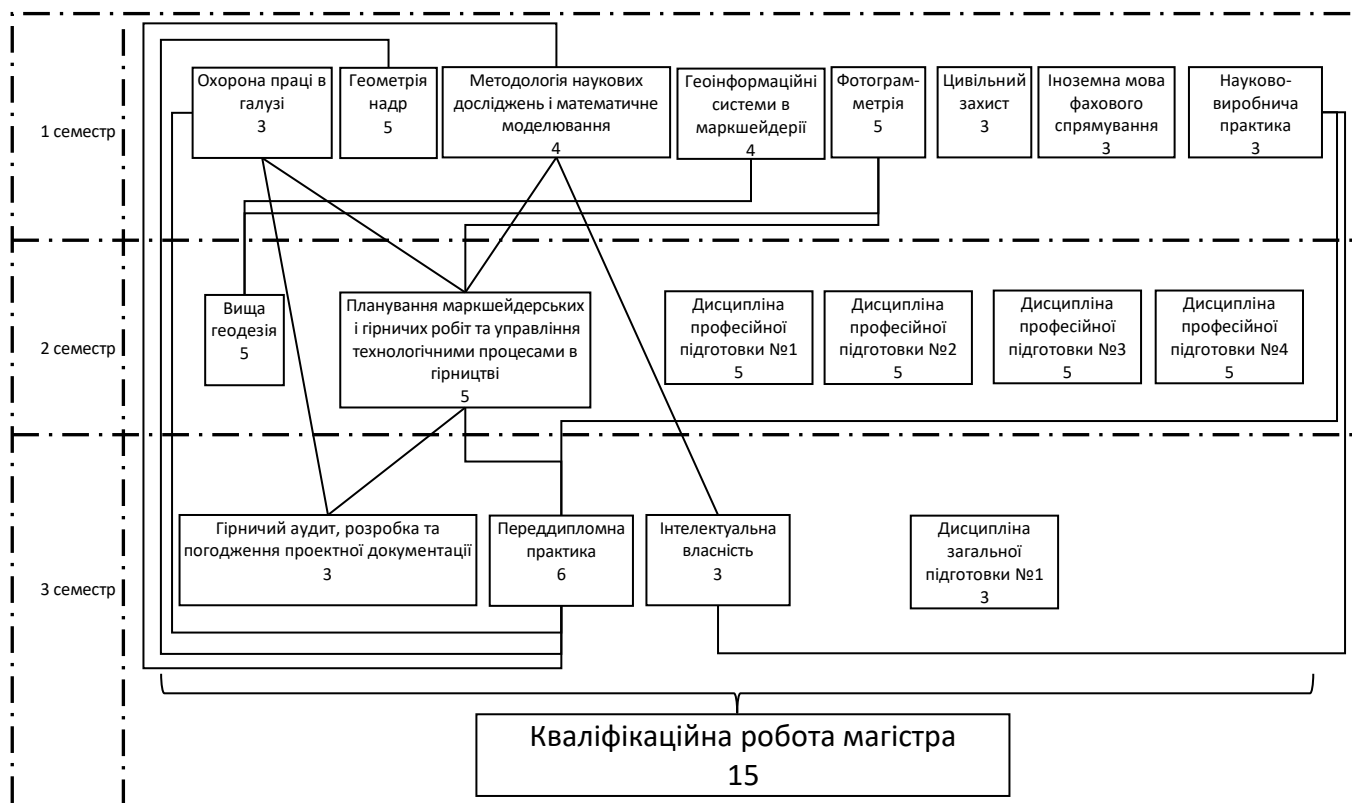 1 семестр
Охорона праці в
галузі
3
Геометрія
надр
5
Методологія наукових
досліджень і математичне
моделювання
4
Геоінформаційні
системи в
маркшейдерії
4
Фотограм-
метрія
5
Цивільний
захист
3
Іноземна мова
фахового
спрямування
3
Науково-
виробнича
практика
3
2 семестр
Вища
геодезія
5
Планування маркшейдерських
і гірничих робіт та управління
технологічними процесами в
гірництві
5
Дисципліна
професійної
підготовки №1
5
Дисципліна
професійної
підготовки №2
5
Дисципліна
професійної
підготовки №3
5
Дисципліна
професійної
підготовки №4
5
3 семестр
Гірничий аудит, розробка та
погодження проектної документації
3
Переддипломна
практика
6
Інтелектуальна
власність
3
Дисципліна
загальної
підготовки №1
3
Кваліфікаційна робота магістра
15